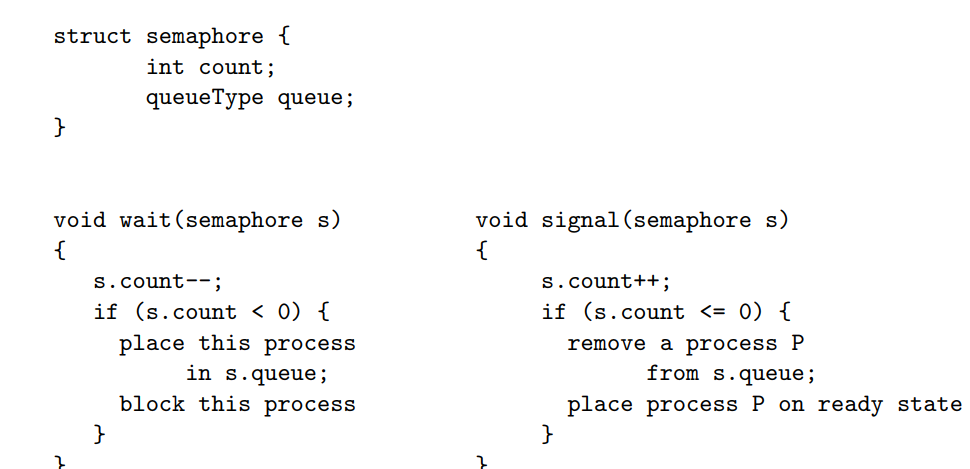 struct semaphore {
int count;
queueType queue;
}
void wait(semaphore s)
{
s.count--;
if (s.count < 0) {
place this process
in s.queue;
block this process
}
}
void signal(semaphore s)
{
s.count++;
if (s.count <= 0) {
remove a process P
from s.queue;
place process P on ready state
}
}